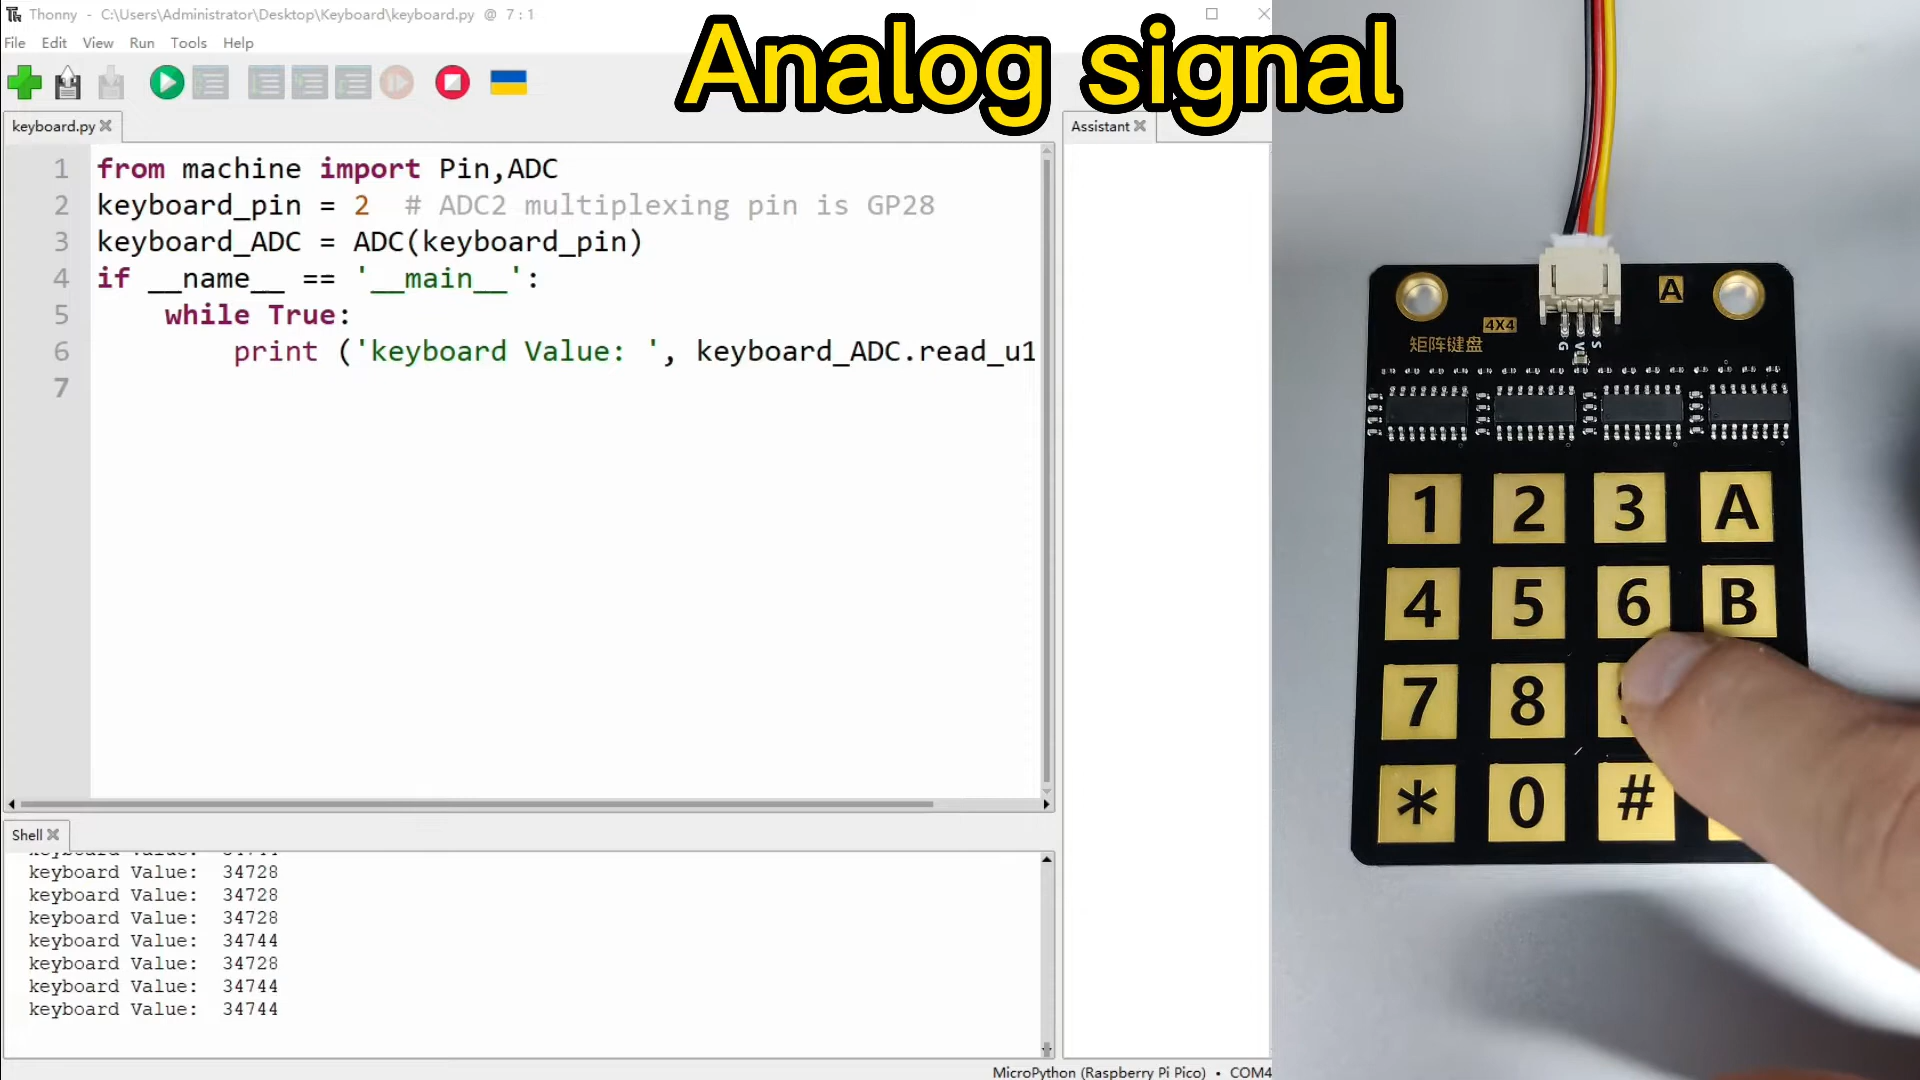 Thonny - C:\Users\Administrator\Desktop\Keyboard\keyboard.py @ 7 : 1
Analog signal
File Edit View Run Tools Help
keyboard.py
Assistant
1 from machine import Pin,ADC
2 keyboard_pin = 2 # ADC2 multiplexing pin is GP28
3 keyboard_ADC = ADC(keyboard_pin)
4 if __name__ == '__main__':
5 while True:
6 print ('keyboard Value: ', keyboard_ADC.read_u1
7
Shell
keyboard Value: 34728
keyboard Value: 34728
keyboard Value: 34728
keyboard Value: 34744
keyboard Value: 34728
keyboard Value: 34744
keyboard Value: 34744
MicroPython (Raspberry Pi Pico) • COM4
A
4X4
矩阵键盘
G V S
1 2 3 A
4 5 6 B
7 8
* 0 #